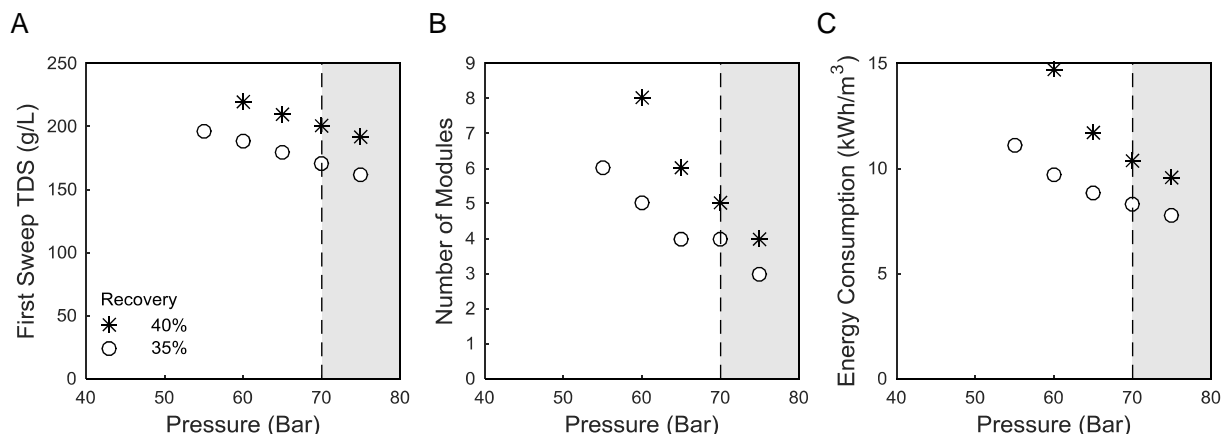 A
First Sweep TDS (g/L)
250
200
150
100
50
0
Recovery
40%
35%
40 50 60 70 80
Pressure (Bar)
B
Number of Modules
9
8
7
6
5
4
3
2
1
0
40 50 60 70 80
Pressure (Bar)
C
Energy Consumption (kWh/m³)
15
10
5
0
40 50 60 70 80
Pressure (Bar)